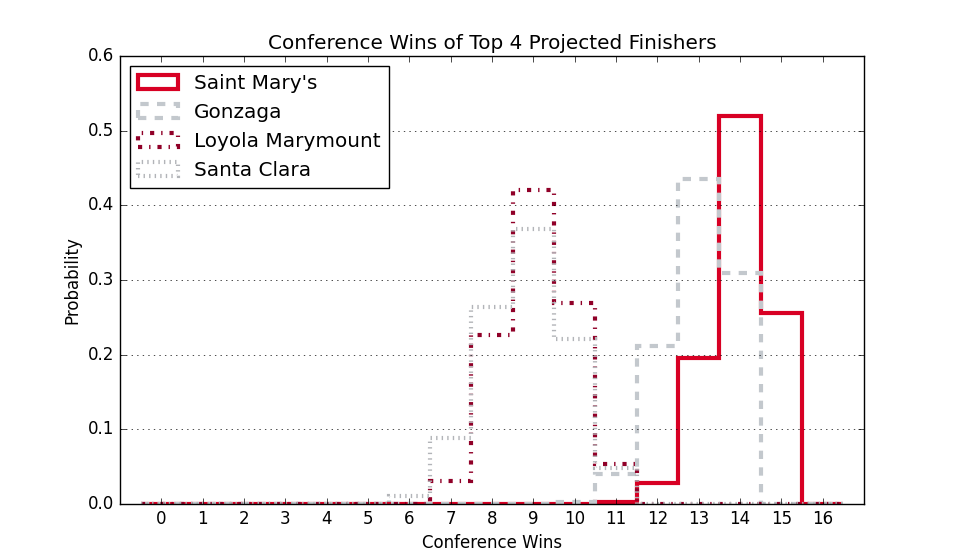 Conference Wins of Top 4 Projected Finishers
0.6
0.5
0.4
0.3
0.2
0.1
0.0
Probability
Saint Mary's
Gonzaga
Loyola Marymount
Santa Clara
0 1 2 3 4 5 6 7 8 9 10 11 12 13 14 15 16
Conference Wins